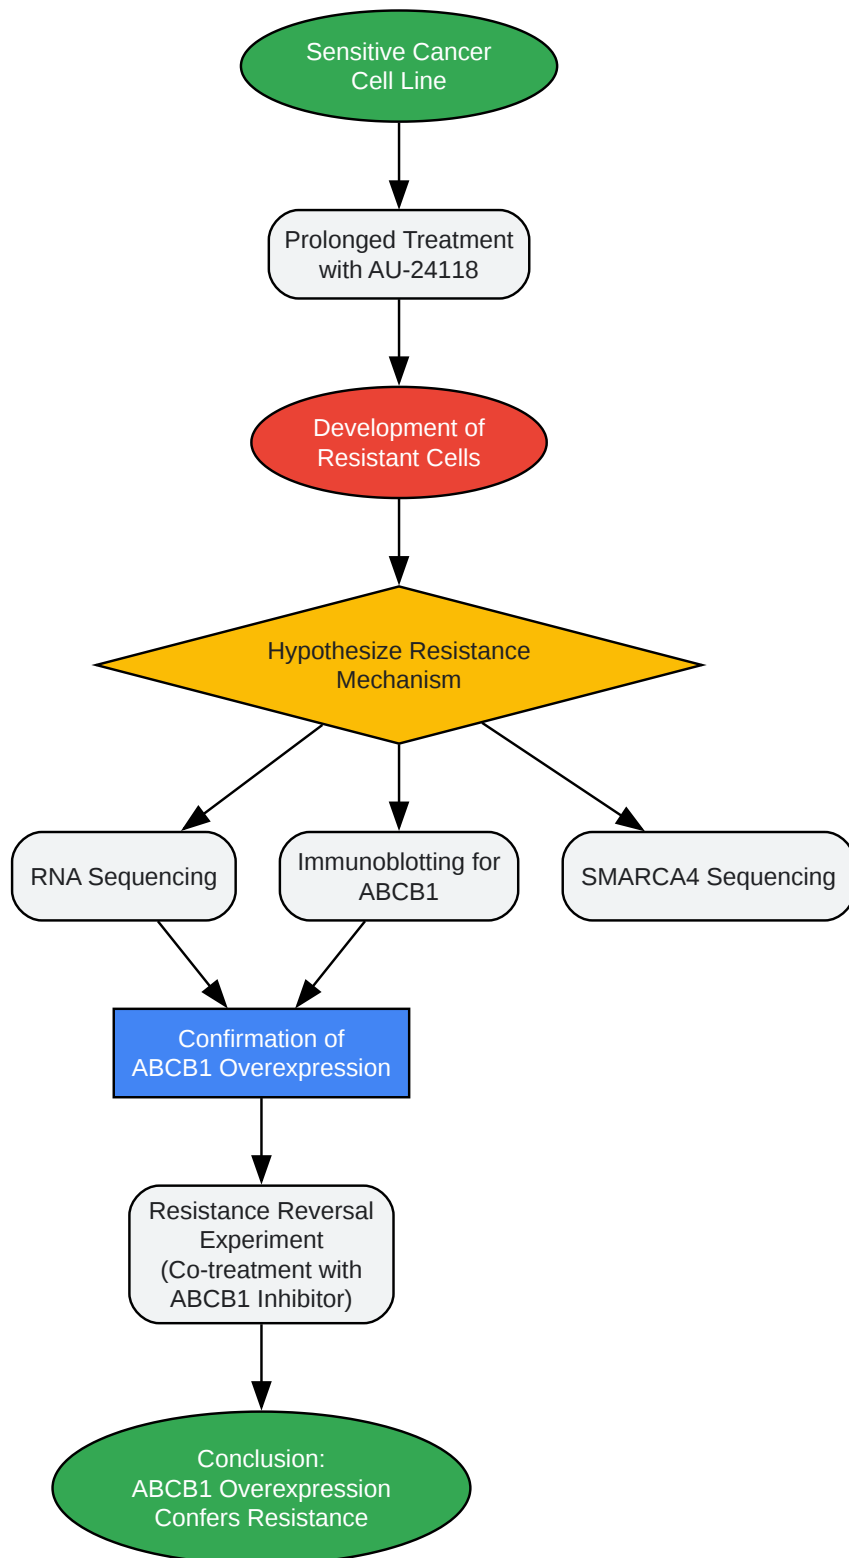 Sensitive Cancer
Cell Line
Prolonged Treatment
with AU-24118
Development of
Resistant Cells
Hypothesize Resistance
Mechanism
RNA Sequencing
Immunoblotting for
ABCB1
SMARCA4 Sequencing
Confirmation of
ABCB1 Overexpression
Resistance Reversal
Experiment
(Co-treatment with
ABCB1 Inhibitor)
Conclusion:
ABCB1 Overexpression
Confers Resistance